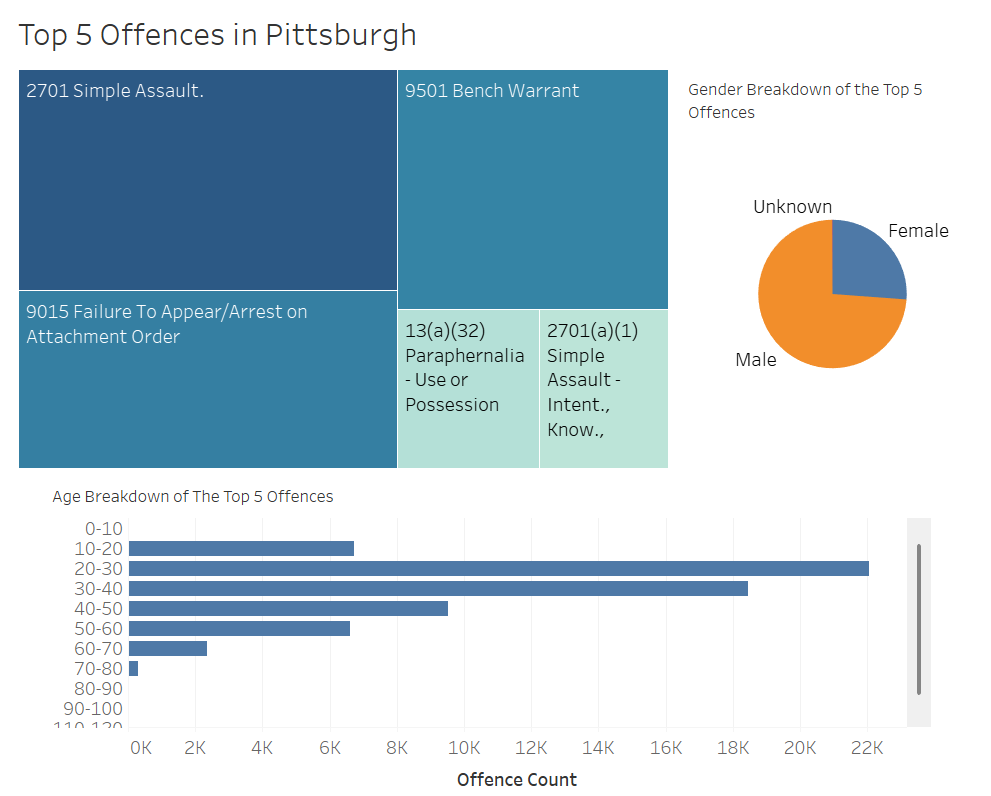 Top 5 Offences in Pittsburgh
2701 Simple Assault.
9501 Bench Warrant
9015 Failure To Appear/Arrest on
Attachment Order
13(a)(32)
Paraphernalia
- Use or
Possession
2701(a)(1)
Simple
Assault -
Intent.,
Know.,
Gender Breakdown of the Top 5
Offences
Unknown
Female
Male
Age Breakdown of The Top 5 Offences
0-10
10-20
20-30
30-40
40-50
50-60
60-70
70-80
80-90
90-100
0K 2K 4K 6K 8K 10K 12K 14K 16K 18K 20K 22K
Offence Count